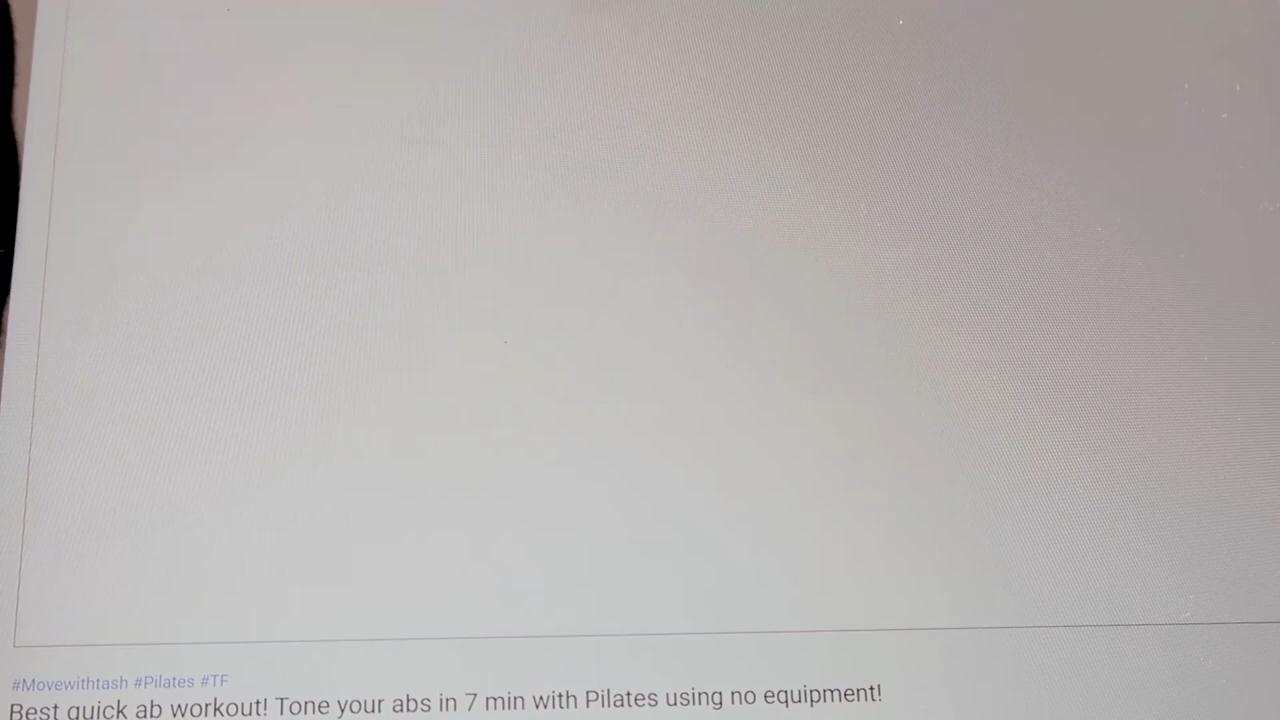 #Movewithtash #Pilates #TF
Best quick ab workout! Tone your abs in 7 min with Pilates using no equipment!